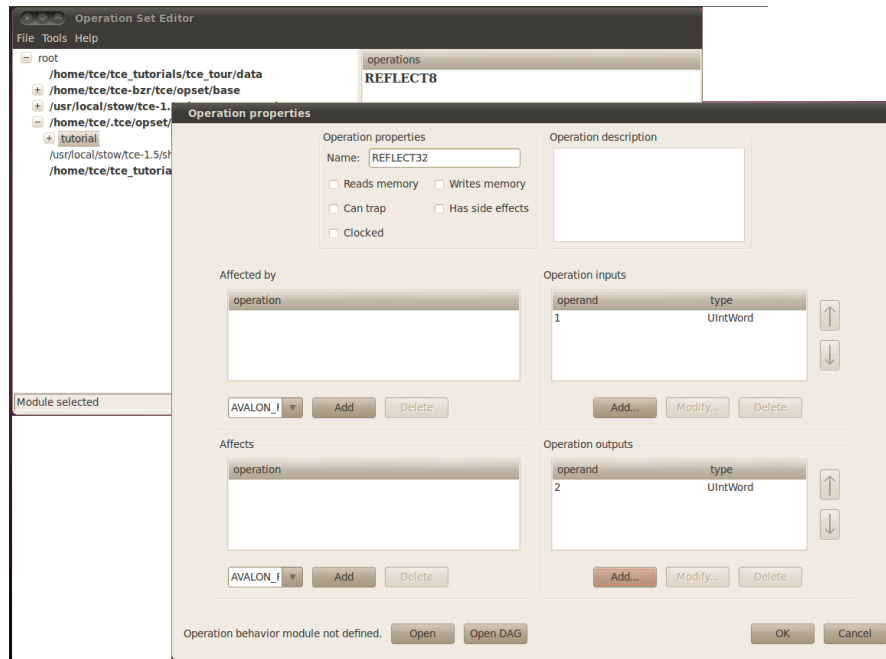 Operation Set Editor
File Tools Help
root
/home/tce/tce_tutorials/tce_tour/data
/home/tce/tce-bzr/tce/opset/base
/usr/local/stow/tce-1.
/home/tce/.tce/opset/
tutorial
/usr/local/stow/tce-1.5/sh
/home/tce/tce_tutoria
operations
REFLECT8
Module selected
Operation properties
Operation properties
Name: REFLECT32
Reads memory Writes memory
Can trap Has side effects
Clocked
Operation description
Affected by
operation
AVALON_F Add Delete
Operation inputs
operand type
1 UIntWord
Add... Modify... Delete
Affects
operation
AVALON_F Add Delete
Operation outputs
operand type
2 UIntWord
Add... Modify... Delete
Operation behavior module not defined. Open Open DAG OK Cancel